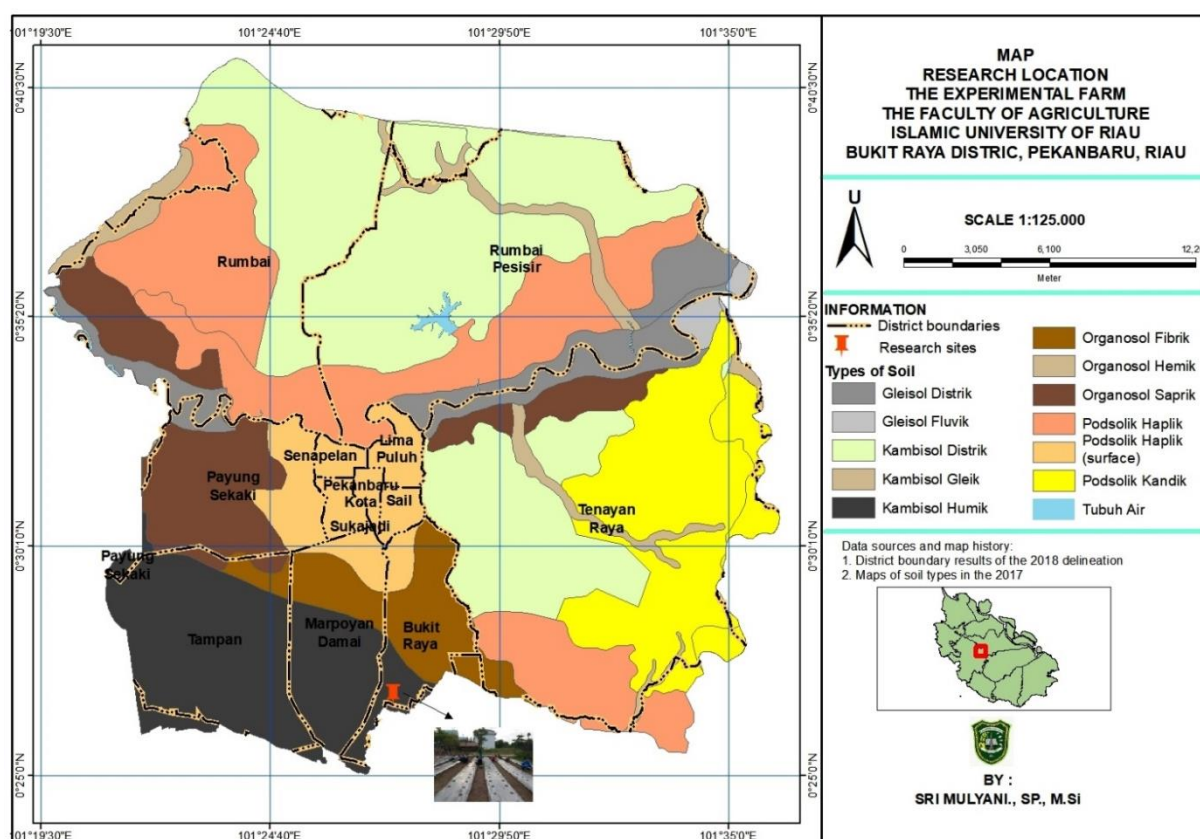 101°19'30"E
101°24'40"E
101°29'50"E
101°35'0"E
0°40'30"N
0°40'30"N
Rumbai
Rumbai
Pesisir
0°35'20"N
0°35'20"N
Senapelan
Lima
Puluh
Payung
Sekaki
Pekanbaru
Kota
Sail
Sukajadi
Tenayan
Raya
0°30'10"N
0°30'10"N
Payung
Sekaki
Tampan
Marpoyan
Damai
Bukit
Raya
0°25'0"N
0°25'0"N
101°19'30"E
101°24'40"E
101°29'50"E
101°35'0"E
MAP
RESEARCH LOCATION
THE EXPERIMENTAL FARM
THE FACULTY OF AGRICULTURE
ISLAMIC UNIVERSITY OF RIAU
BUKIT RAYA DISTRIC, PEKANBARU, RIAU
U
SCALE 1:125.000
0 3,050 6,100 12,20
Meter
INFORMATION
District boundaries
Research sites
Types of Soil
Gleisol Distrik
Gleisol Fluvik
Kambisol Distrik
Kambisol Gleik
Kambisol Humik
Organosol Fibrik
Organosol Hemik
Organosol Saprik
Podsolik Haplik
Podsolik Haplik
(surface)
Podsolik Kandik
Tubuh Air
Data sources and map history:
1. District boundary results of the 2018 delineation
2. Maps of soil types in the 2017
BY :
SRI MULYANI., SP., M.Si